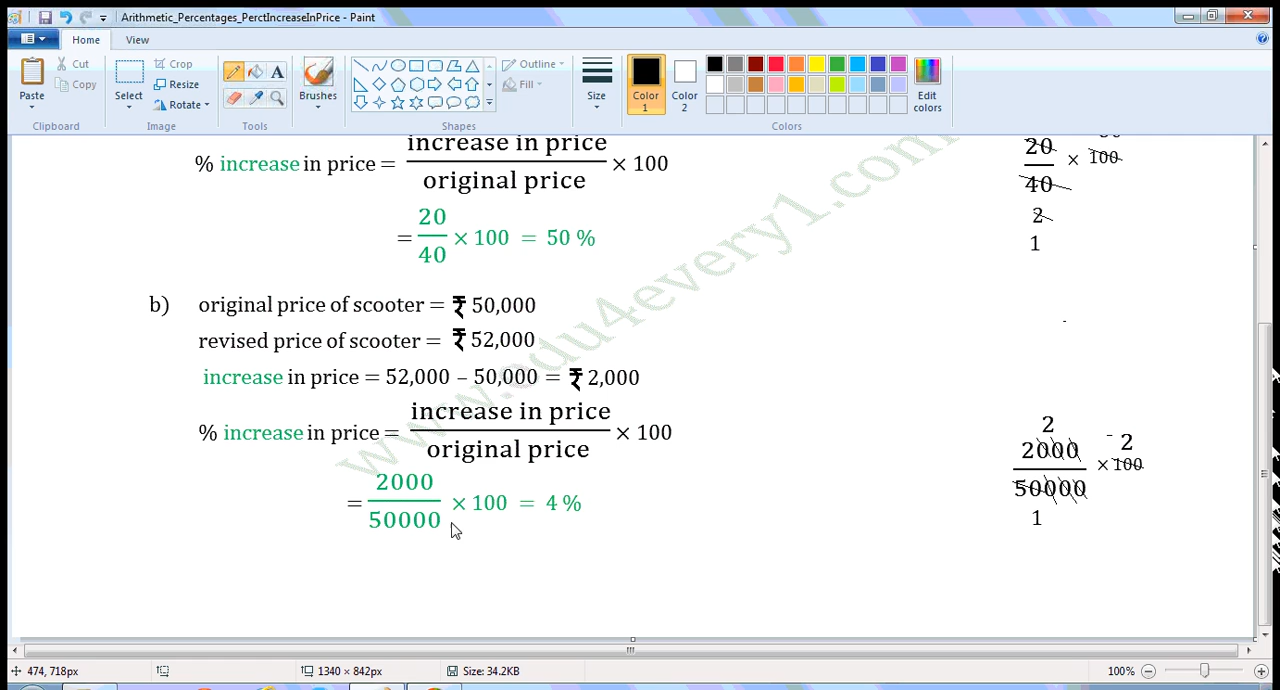 Arithmetic_Percentages_PerctIncreaseInPrice - Paint
Home View
Paste Cut Copy Select Crop Resize Rotate A Brushes Outline Fill Size Color 1 Color 2 Edit colors
Clipboard Image Tools Shapes Colors
% increase in price = increase in price / original price × 100
= 20 / 40 × 100 = 50 %
20 / 40 × 100
2
1
b) original price of scooter = ₹ 50,000
revised price of scooter = ₹ 52,000
increase in price = 52,000 – 50,000 = ₹ 2,000
% increase in price = increase in price / original price × 100
= 2000 / 50000 × 100 = 4 %
2
2000 / 50000 × 100
2
1
www.edu4every1.com
474, 718px 1340 × 842px Size: 34.2KB 100%